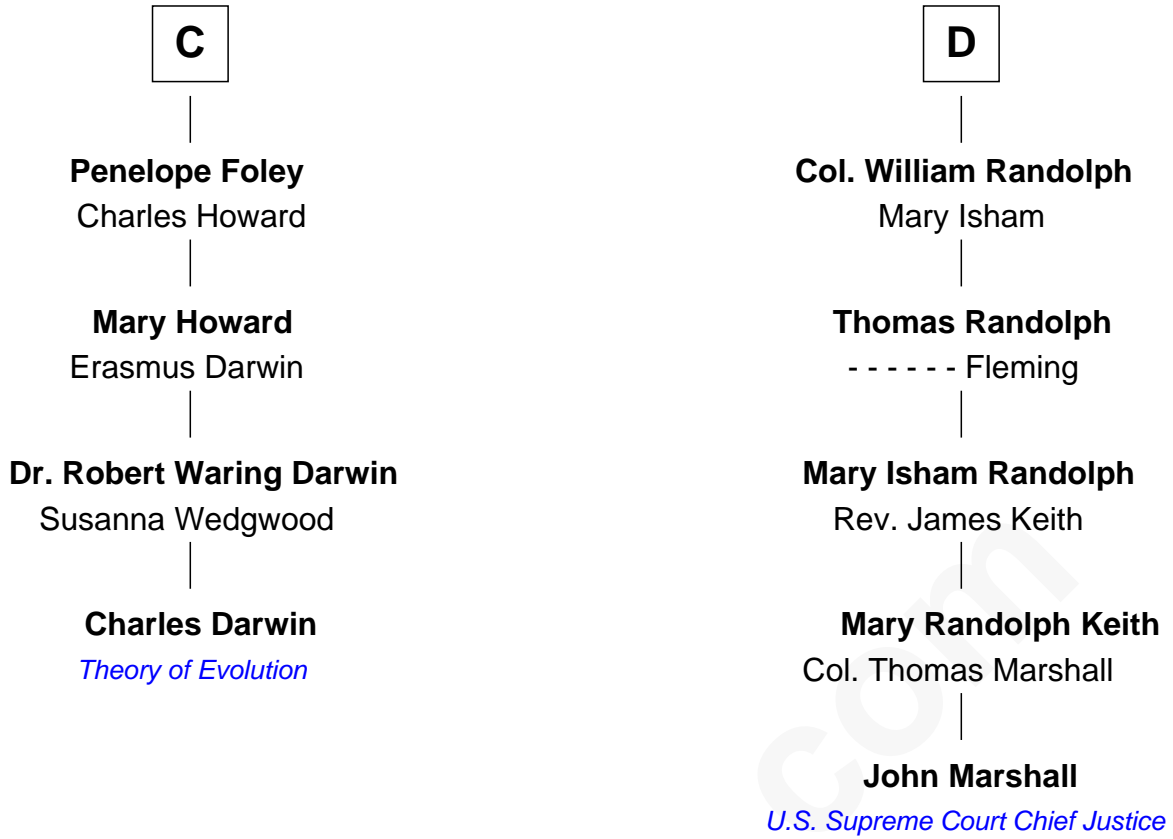 C
Penelope Foley
Charles Howard
Mary Howard
Erasmus Darwin
Dr. Robert Waring Darwin
Susanna Wedgwood
Charles Darwin
Theory of Evolution
D
Col. William Randolph
Mary Isham
Thomas Randolph
- - - - - - Fleming
Mary Isham Randolph
Rev. James Keith
Mary Randolph Keith
Col. Thomas Marshall
John Marshall
U.S. Supreme Court Chief Justice
com